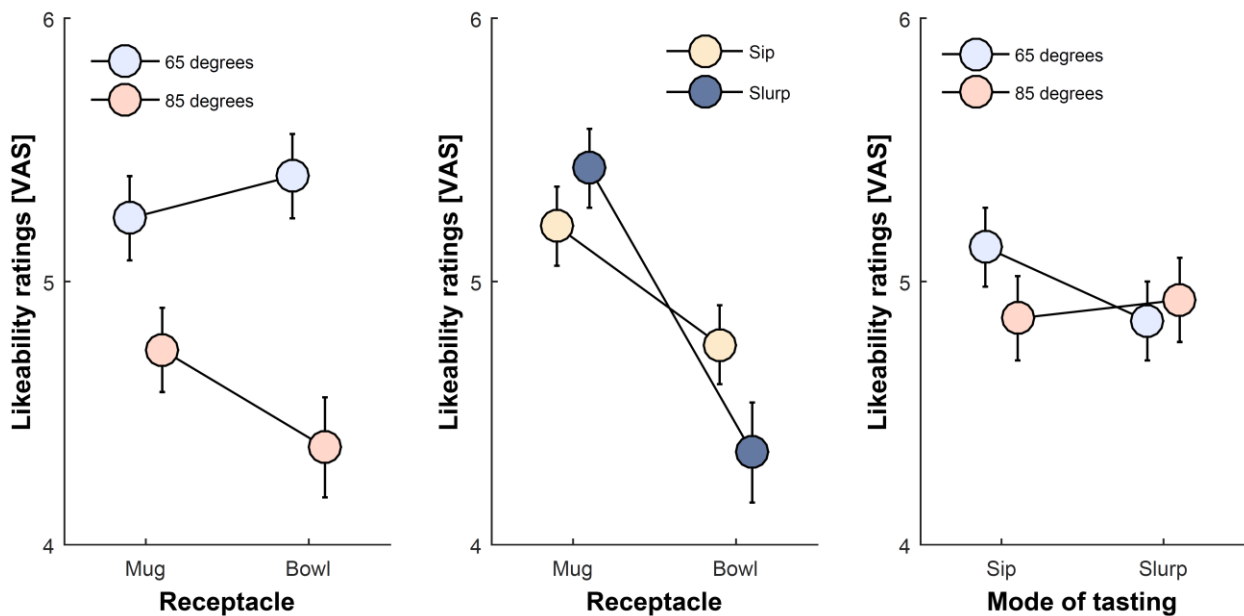 6
65 degrees
85 degrees
5
4
Likeability ratings [VAS]
Mug
Bowl
Receptacle
6
Sip
Slurp
5
4
Likeability ratings [VAS]
Mug
Bowl
Receptacle
6
65 degrees
85 degrees
5
4
Likeability ratings [VAS]
Sip
Slurp
Mode of tasting